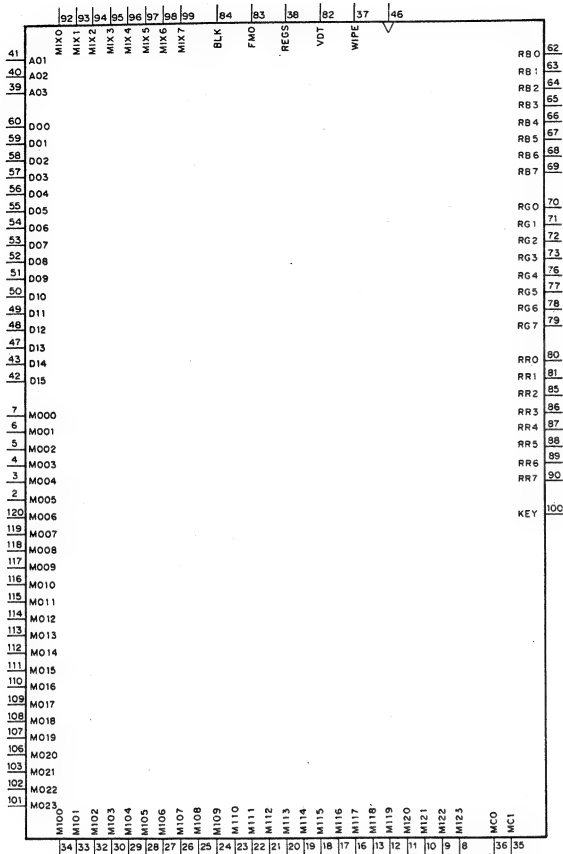 92 93 94 95 96 97 98 99 84 83 38 82 37 46
MIX0
MIX1
MIX2
MIX3
MIX4
MIX5
MIX6
MIX7
BLK
FMO
REGS
VDT
WIPE
41 A01
40 A02
39 A03
60 D00
59 D01
58 D02
57 D03
56 D04
55 D05
54 D06
53 D07
52 D08
51 D09
50 D10
49 D11
48 D12
47 D13
43 D14
42 D15
7 M000
6 M001
5 M002
4 M003
3 M004
2 M005
120 M006
119 M007
118 M008
117 M009
116 M010
115 M011
114 M012
113 M013
112 M014
111 M015
110 M016
109 M017
108 M018
107 M019
106 M020
103 M021
102 M022
101 M023
RB0 62
RB1 63
RB2 64
RB3 65
RB4 66
RB5 67
RB6 68
RB7 69
RG0 70
RG1 71
RG2 72
RG3 73
RG4 76
RG5 77
RG6 78
RG7 79
RR0 80
RR1 81
RR2 85
RR3 86
RR4 87
RR5 88
RR6 89
RR7 90
KEY 100
M100
M101
M102
M103
M104
M105
M106
M107
M108
M109
M110
M111
M112
M113
M114
M115
M116
M117
M118
M119
M120
M121
M122
M123
MC0
MC1
34 33 32 30 29 28 27 26 25 24 23 22 21 20 19 18 17 16 13 12 11 10 9 8 36 35